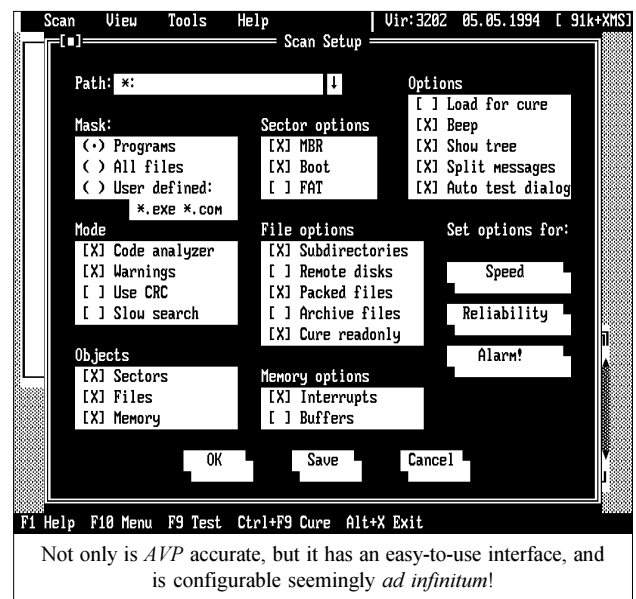 Scan View Tools Help Vir:3202 05.05.1994 [ 91k+XMS]
[■] Scan Setup
Path: *: ↓
Options
[ ] Load for cure
[X] Beep
[X] Show tree
[X] Split messages
[X] Auto test dialog
Mask:
(·) Programs
( ) All files
( ) User defined:
*.exe *.com
Sector options
[X] MBR
[X] Boot
[ ] FAT
Mode
[X] Code analyzer
[X] Warnings
[ ] Use CRC
[ ] Slow search
File options
[X] Subdirectories
[ ] Remote disks
[X] Packed files
[ ] Archive files
[X] Cure readonly
Set options for:
Speed
Reliability
Alarm!
Objects
[X] Sectors
[X] Files
[X] Memory
Memory options
[X] Interrupts
[ ] Buffers
OK Save Cancel
F1 Help F10 Menu F9 Test Ctrl+F9 Cure Alt+X Exit
Not only is AVP accurate, but it has an easy-to-use interface, and
is configurable seemingly ad infinitum!